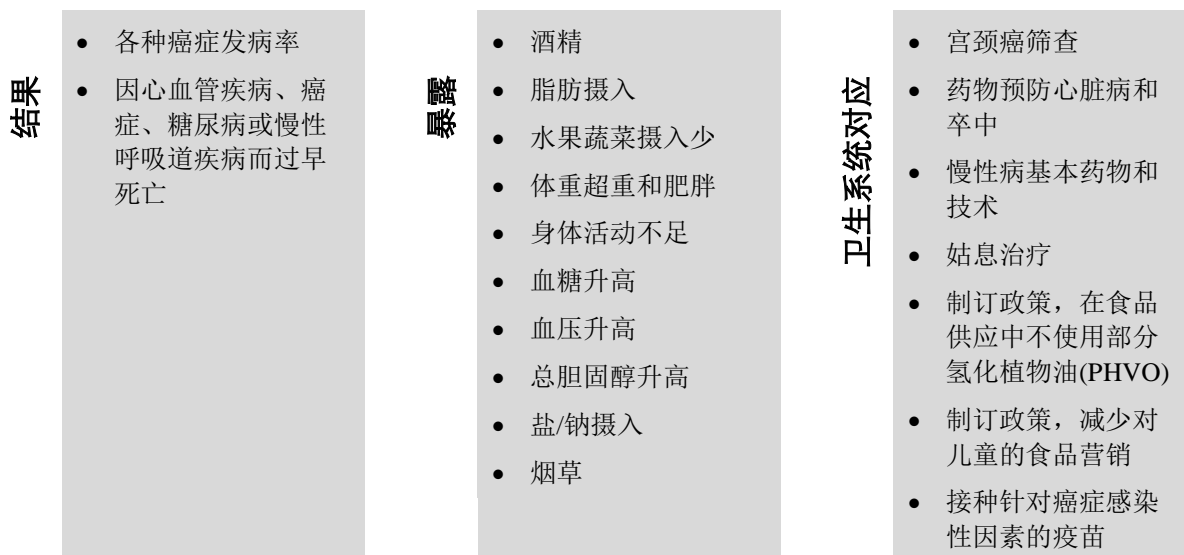 结果
• 各种癌症发病率
• 因心血管疾病、癌
症、糖尿病或慢性
呼吸道疾病而过早
死亡
暴露
• 酒精
• 脂肪摄入
• 水果蔬菜摄入少
• 体重超重和肥胖
• 身体活动不足
• 血糖升高
• 血压升高
• 总胆固醇升高
• 盐/钠摄入
• 烟草
卫生系统对应
• 宫颈癌筛查
• 药物预防心脏病和
卒中
• 慢性病基本药物和
技术
• 姑息治疗
• 制订政策，在食品
供应中不使用部分
氢化植物油(PHVO)
• 制订政策，减少对
儿童的食品营销
• 接种针对癌症感染
性因素的疫苗